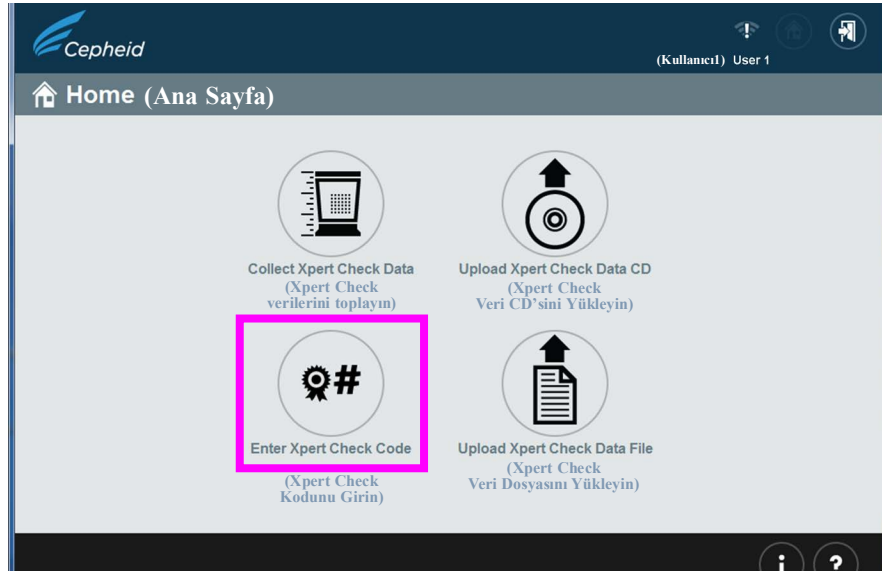 Cepheid
(Kullanıcı1) User 1
Home (Ana Sayfa)
Collect Xpert Check Data
(Xpert Check
verilerini toplayın)
Upload Xpert Check Data CD
(Xpert Check
Veri CD’sini Yükleyin)
#
Enter Xpert Check Code
(Xpert Check
Kodunu Girin)
Upload Xpert Check Data File
(Xpert Check
Veri Dosyasını Yükleyin)
i ?